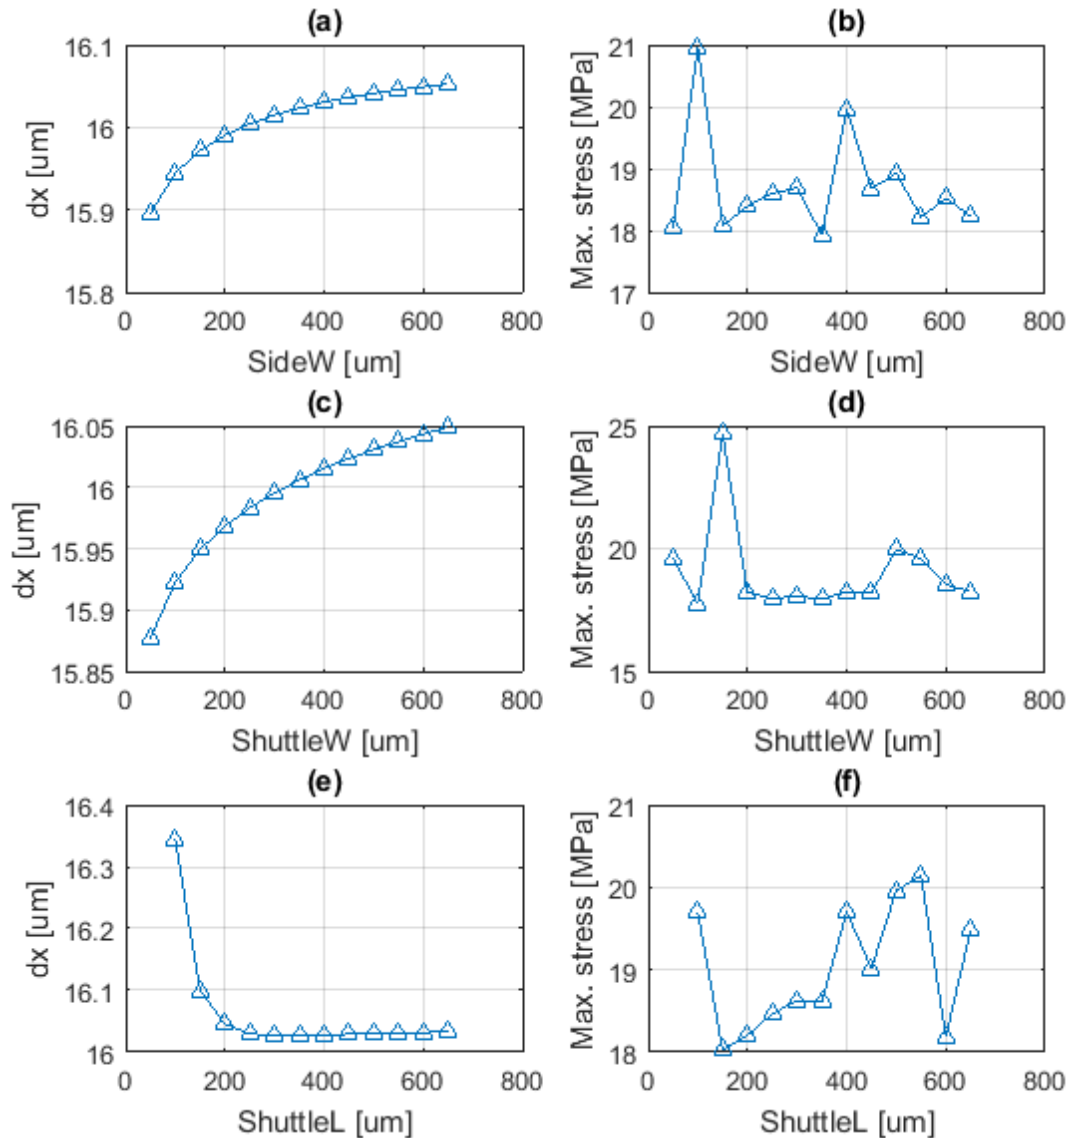 (a)
16.1
16
15.9
15.8
dx [um]
0 200 400 600 800
SideW [um]
(b)
21
20
19
18
17
Max. stress [MPa]
0 200 400 600 800
SideW [um]
(c)
16.05
16
15.95
15.9
15.85
dx [um]
0 200 400 600 800
ShuttleW [um]
(d)
25
20
15
Max. stress [MPa]
0 200 400 600 800
ShuttleW [um]
(e)
16.4
16.3
16.2
16.1
16
dx [um]
0 200 400 600 800
ShuttleL [um]
(f)
21
20
19
18
Max. stress [MPa]
0 200 400 600 800
ShuttleL [um]